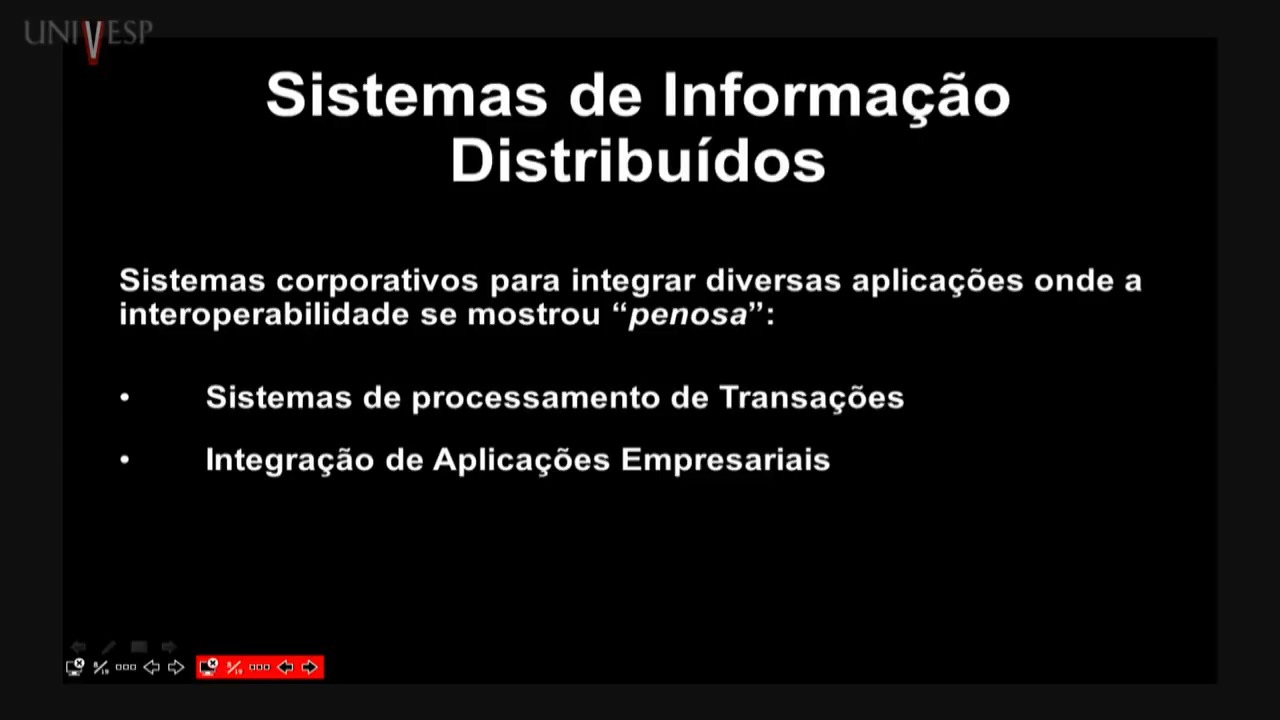 UNIVESP
Sistemas de Informação
Distribuídos
Sistemas corporativos para integrar diversas aplicações onde a
interoperabilidade se mostrou “penosa”:
• Sistemas de processamento de Transações
• Integração de Aplicações Empresariais